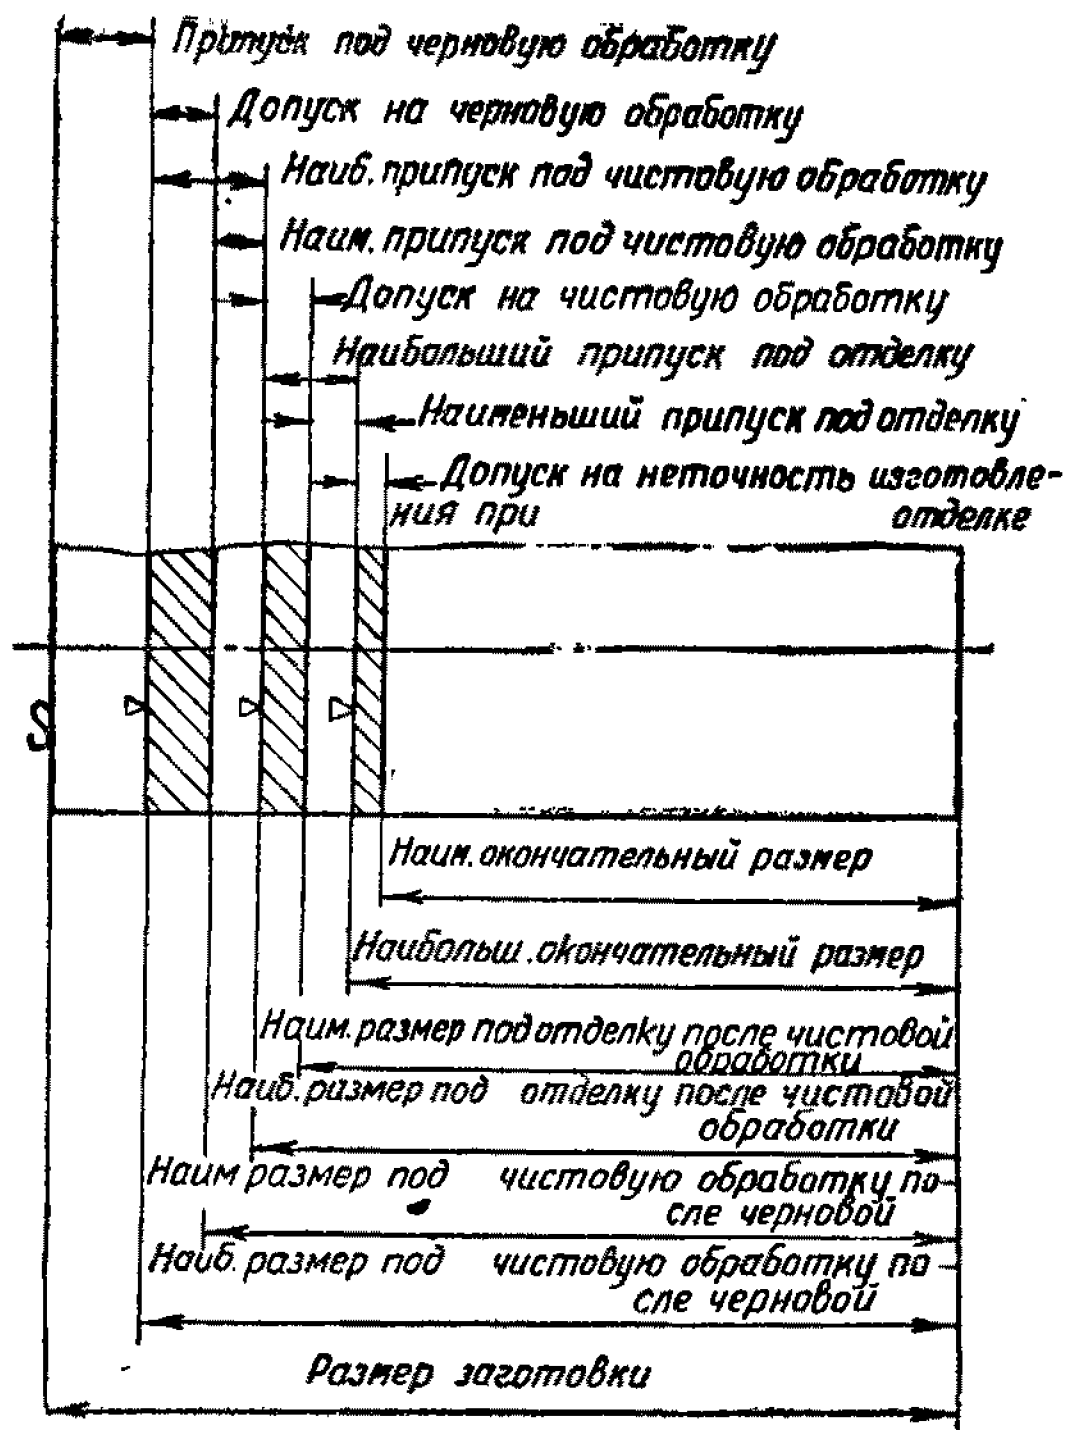 Припуск под черновую обработку
Допуск на черновую обработку
Наиб. припуск под чистовую обработку
Наим. припуск под чистовую обработку
Допуск на чистовую обработку
Наибольший припуск под отделку
Наименьший припуск под отделку
Допуск на неточность изготовле-
ния при отделке
Наим. окончательный размер
Наибольш. окончательный размер
Наим. размер под отделку после чистовой
обработки
Наиб. размер под отделку после чистовой
обработки
Наим размер под чистовую обработку по-
сле черновой
Наиб. размер под чистовую обработку по-
сле черновой
Размер заготовки